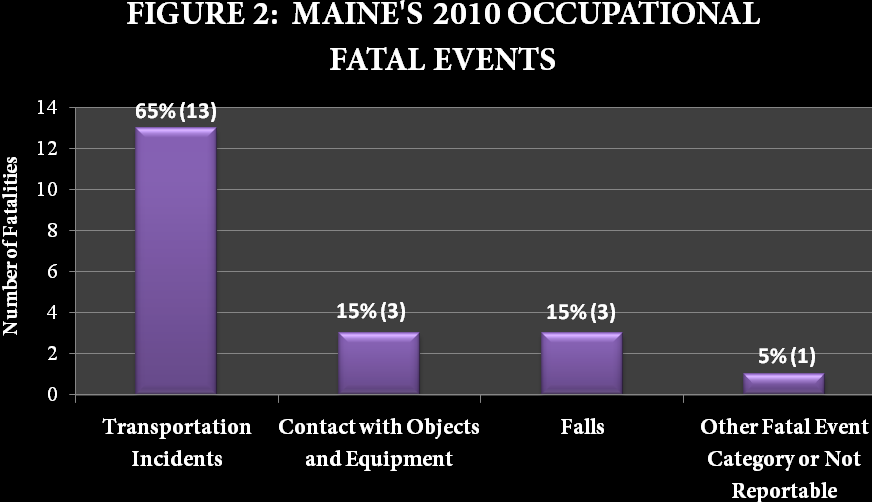 FIGURE 2: MAINE'S 2010 OCCUPATIONAL
FATAL EVENTS
Number of Fatalities
14
12
10
8
6
4
2
0
65% (13)
15% (3)
15% (3)
5% (1)
Transportation
Incidents
Contact with Objects
and Equipment
Falls
Other Fatal Event
Category or Not
Reportable